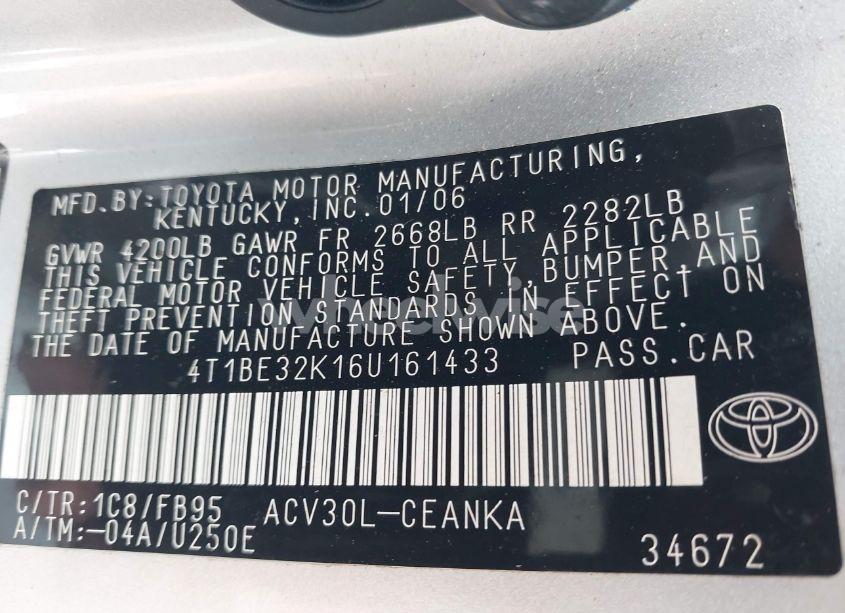 MFD.BY:TOYOTA MOTOR MANUFACTURING,
KENTUCKY,INC.01/06
GVWR 4200LB GAWR FR 2668LB RR 2282LB
THIS VEHICLE CONFORMS TO ALL APPLICABLE
FEDERAL MOTOR VEHICLE SAFETY,BUMPER,AND
THEFT PREVENTION STANDARDS IN EFFECT ON
THE DATE OF MANUFACTURE SHOWN ABOVE.
4T1BE32K16U161433 PASS.CAR
wheelwise
C/TR:1C8/FB95 ACV30L-CEANKA
A/TM:-04A/U250E
34672